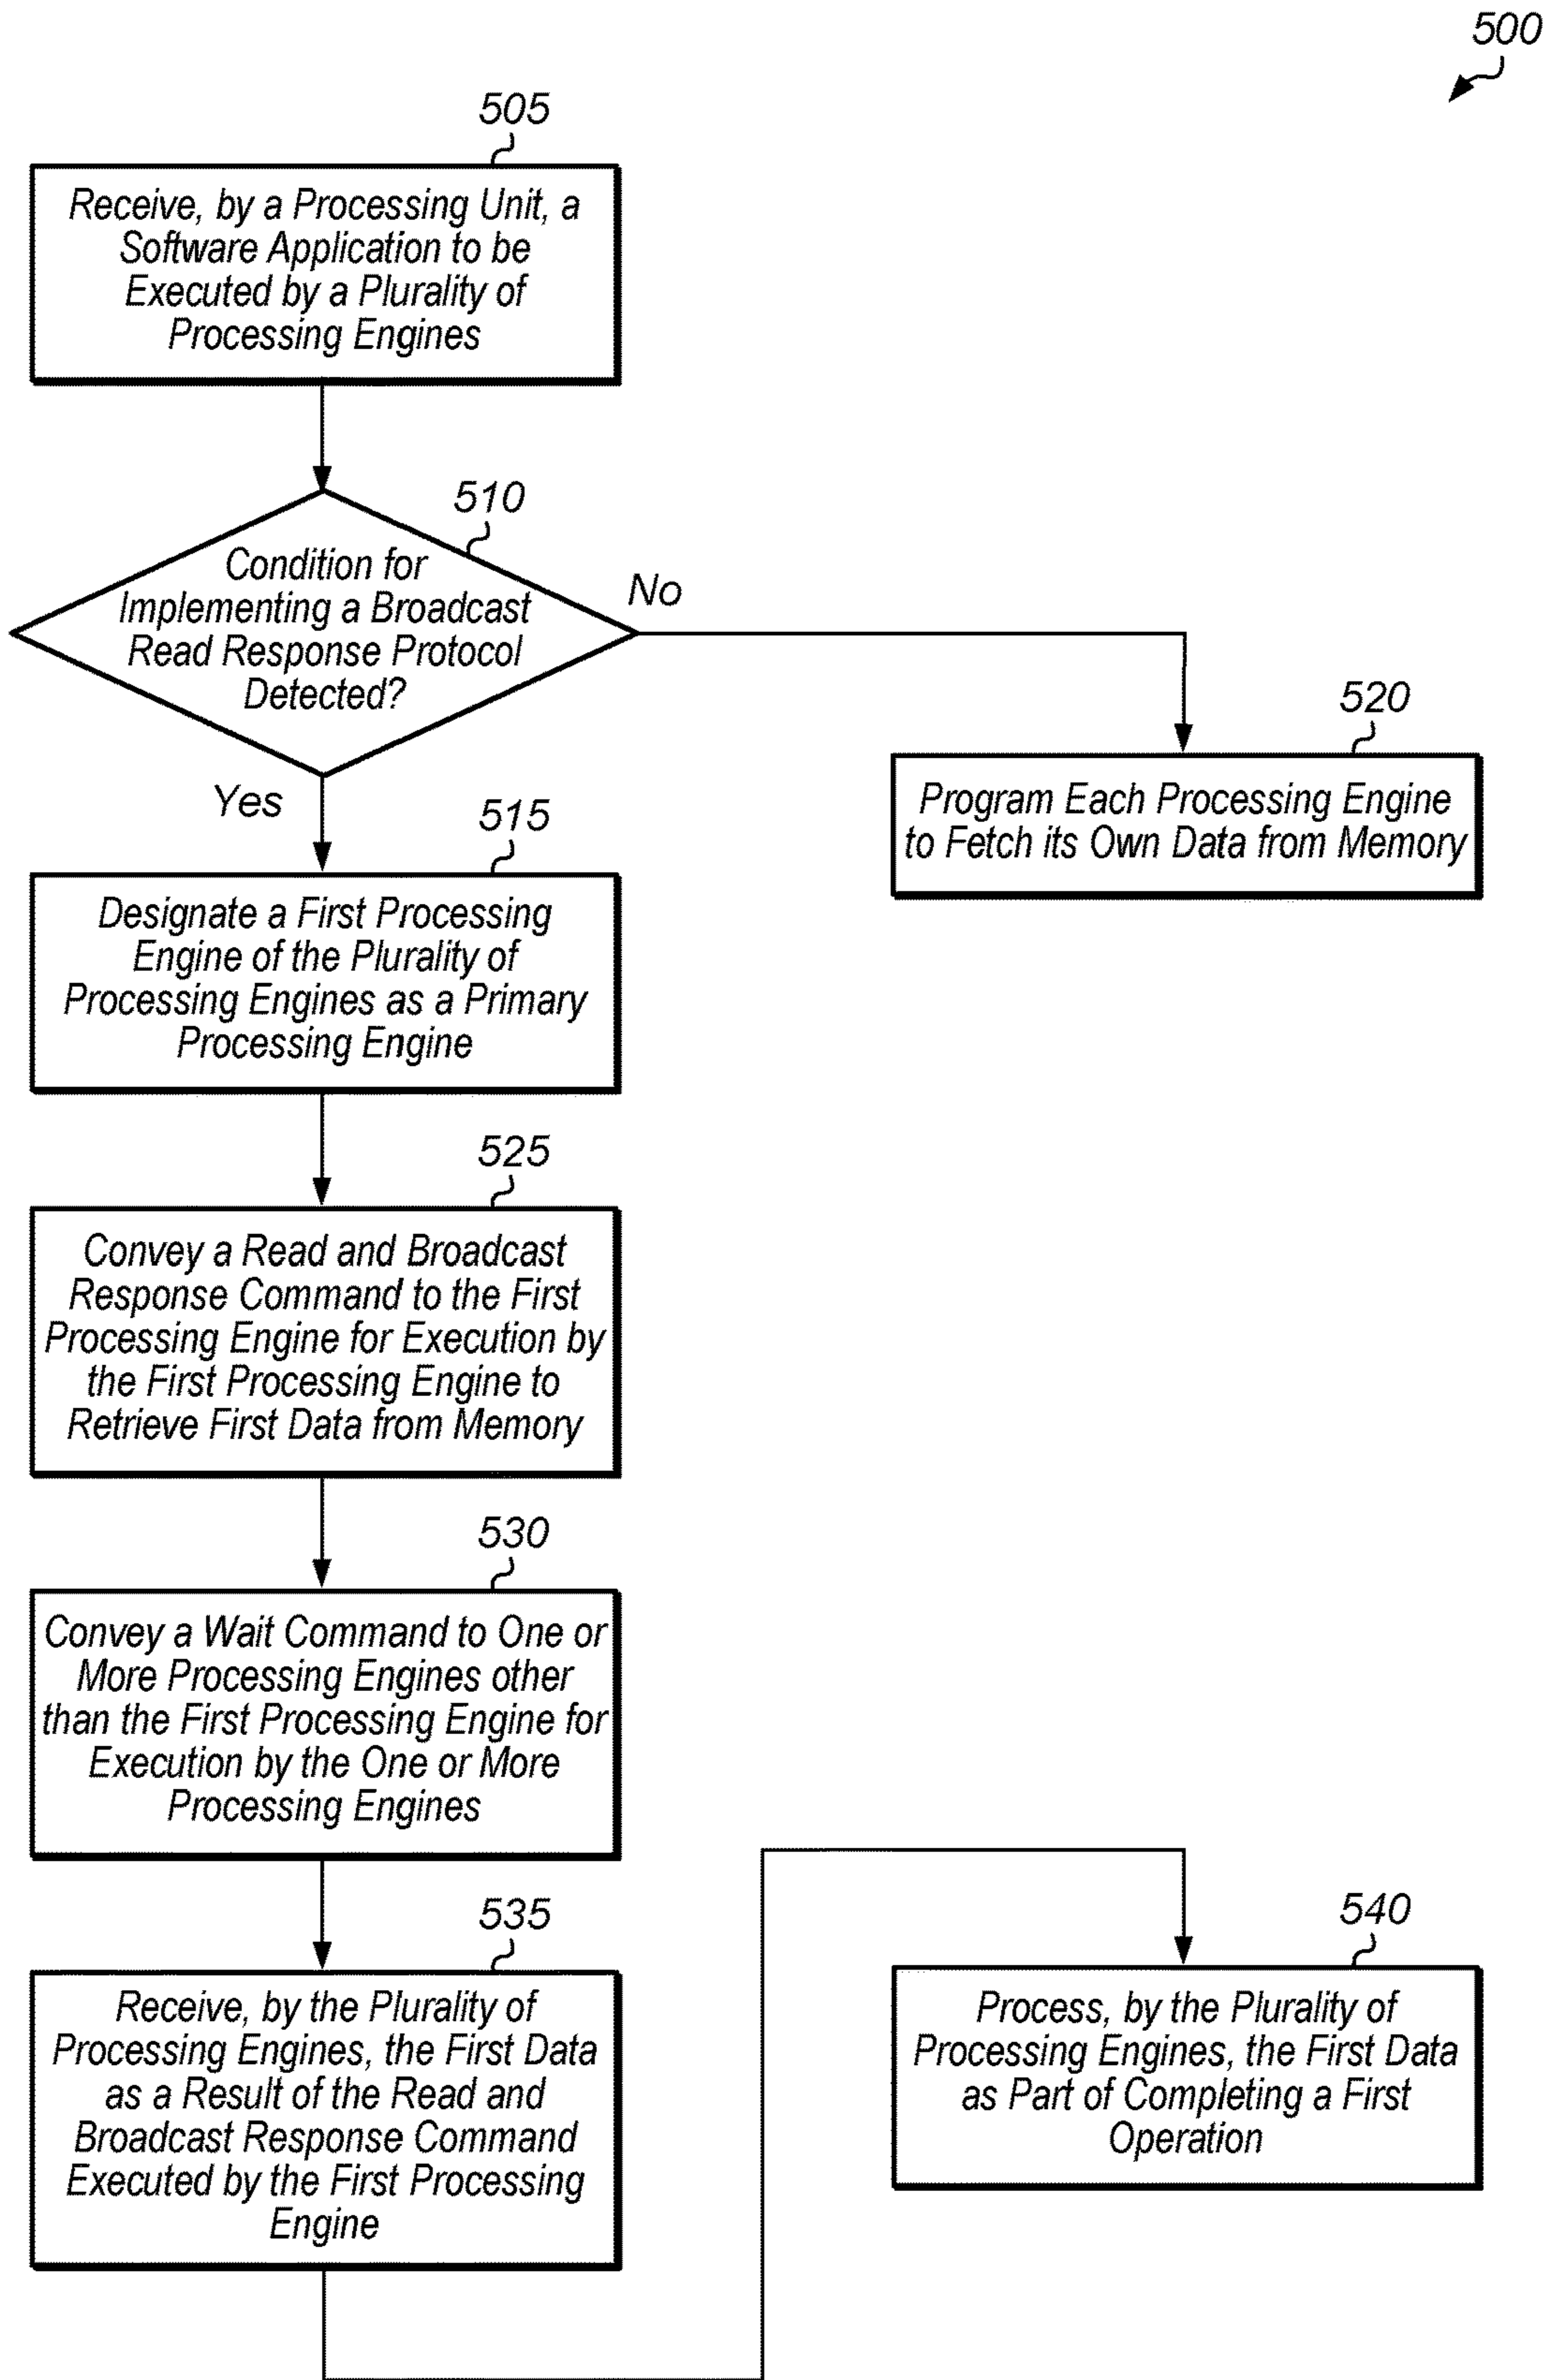 500
505
Receive, by a Processing Unit, a
Software Application to be
Executed by a Plurality of
Processing Engines
510
Condition for
Implementing a Broadcast
Read Response Protocol
Detected?
No
Yes
520
Program Each Processing Engine
to Fetch its Own Data from Memory
515
Designate a First Processing
Engine of the Plurality of
Processing Engines as a Primary
Processing Engine
525
Convey a Read and Broadcast
Response Command to the First
Processing Engine for Execution by
the First Processing Engine to
Retrieve First Data from Memory
530
Convey a Wait Command to One or
More Processing Engines other
than the First Processing Engine for
Execution by the One or More
Processing Engines
535
Receive, by the Plurality of
Processing Engines, the First Data
as a Result of the Read and
Broadcast Response Command
Executed by the First Processing
Engine
540
Process, by the Plurality of
Processing Engines, the First Data
as Part of Completing a First
Operation